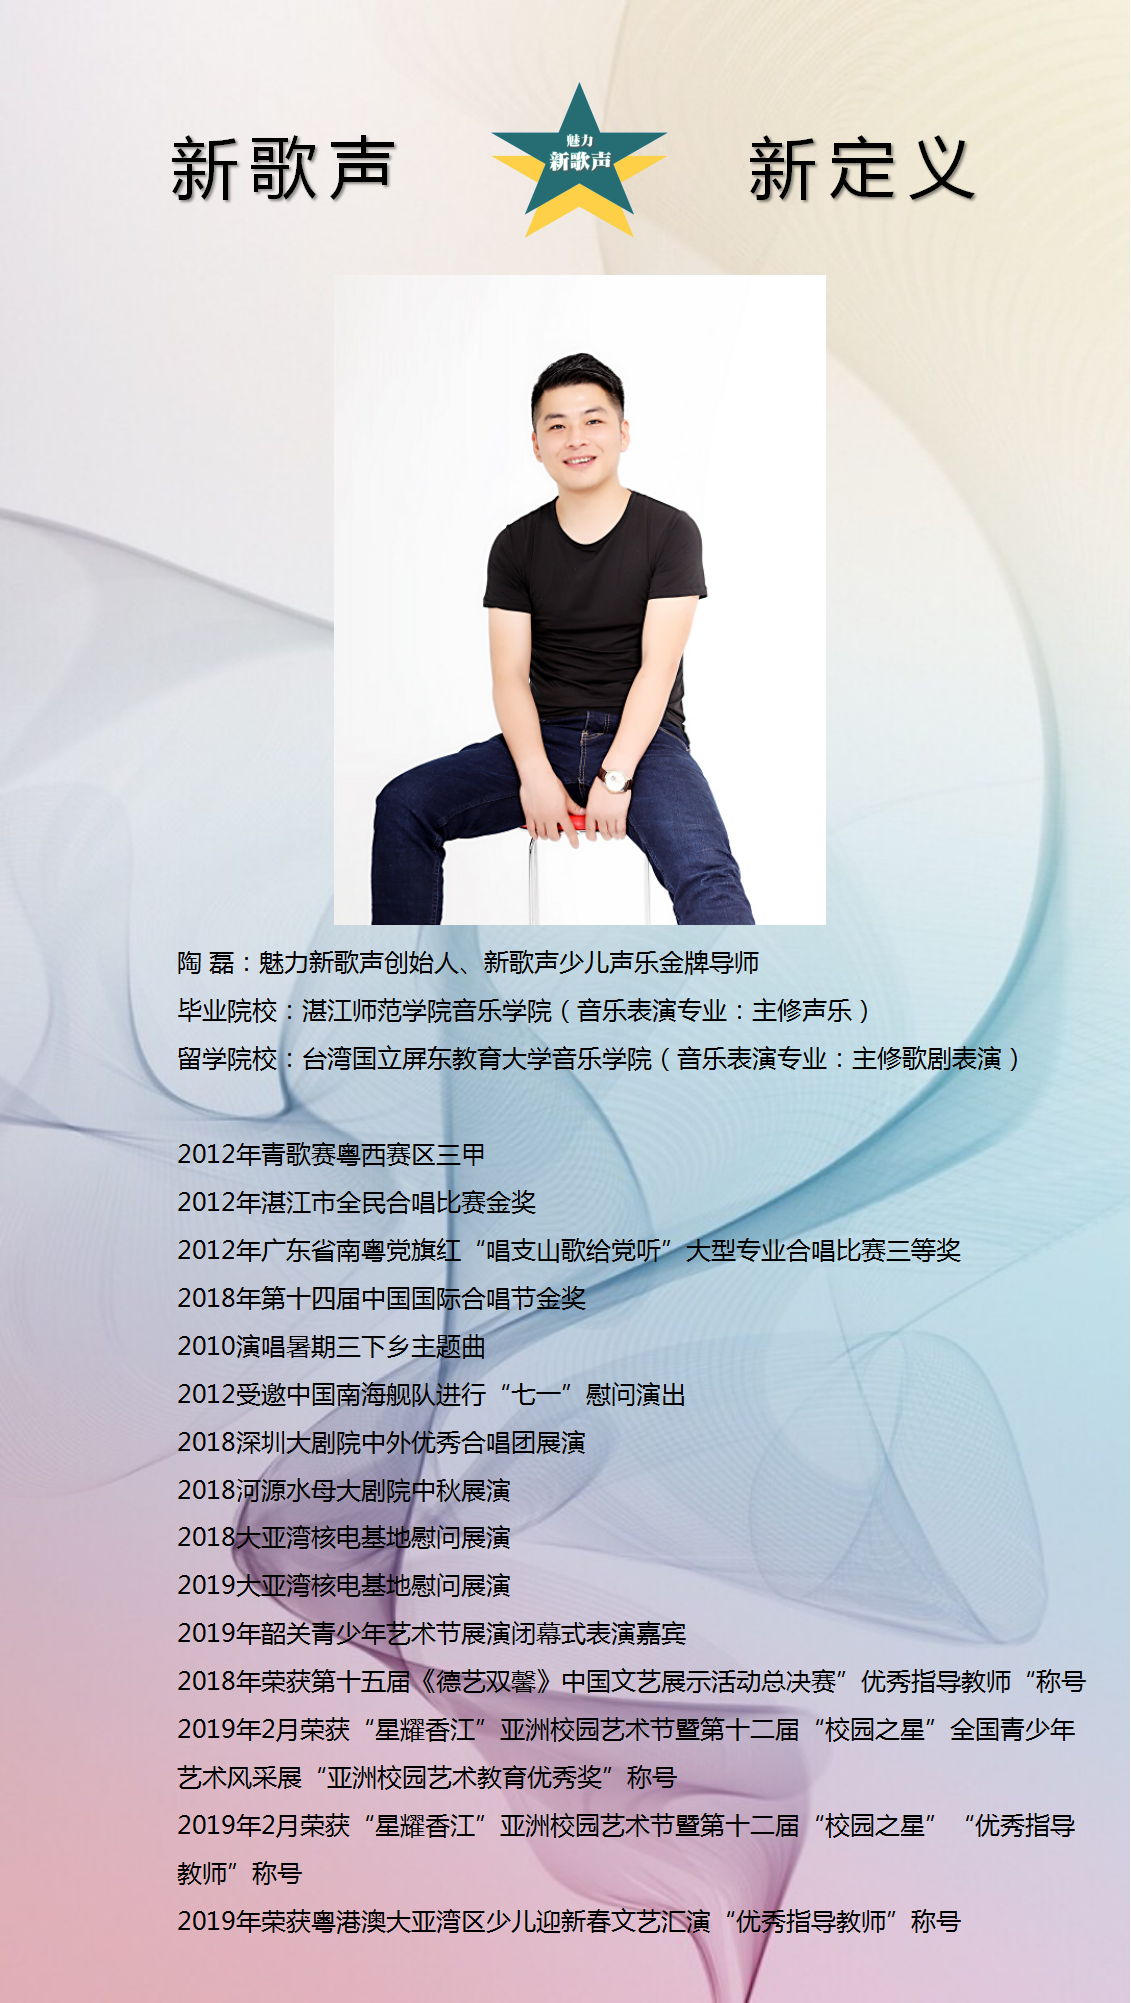 新歌声
魅力
新歌声
新定义
陶 磊：魅力新歌声创始人、新歌声少儿声乐金牌导师
毕业院校：湛江师范学院音乐学院（音乐表演专业：主修声乐）
留学院校：台湾国立屏东教育大学音乐学院（音乐表演专业：主修歌剧表演）
2012年青歌赛粤西赛区三甲
2012年湛江市全民合唱比赛金奖
2012年广东省南粤党旗红“唱支山歌给党听”大型专业合唱比赛三等奖
2018年第十四届中国国际合唱节金奖
2010演唱暑期三下乡主题曲
2012受邀中国南海舰队进行“七一”慰问演出
2018深圳大剧院中外优秀合唱团展演
2018河源水母大剧院中秋展演
2018大亚湾核电基地慰问展演
2019大亚湾核电基地慰问展演
2019年韶关青少年艺术节展演闭幕式表演嘉宾
2018年荣获第十五届《德艺双馨》中国文艺展示活动总决赛”优秀指导教师“称号
2019年2月荣获“星耀香江”亚洲校园艺术节暨第十二届“校园之星”全国青少年
艺术风采展“亚洲校园艺术教育优秀奖”称号
2019年2月荣获“星耀香江”亚洲校园艺术节暨第十二届“校园之星”“优秀指导
教师”称号
2019年荣获粤港澳大亚湾区少儿迎新春文艺汇演“优秀指导教师”称号